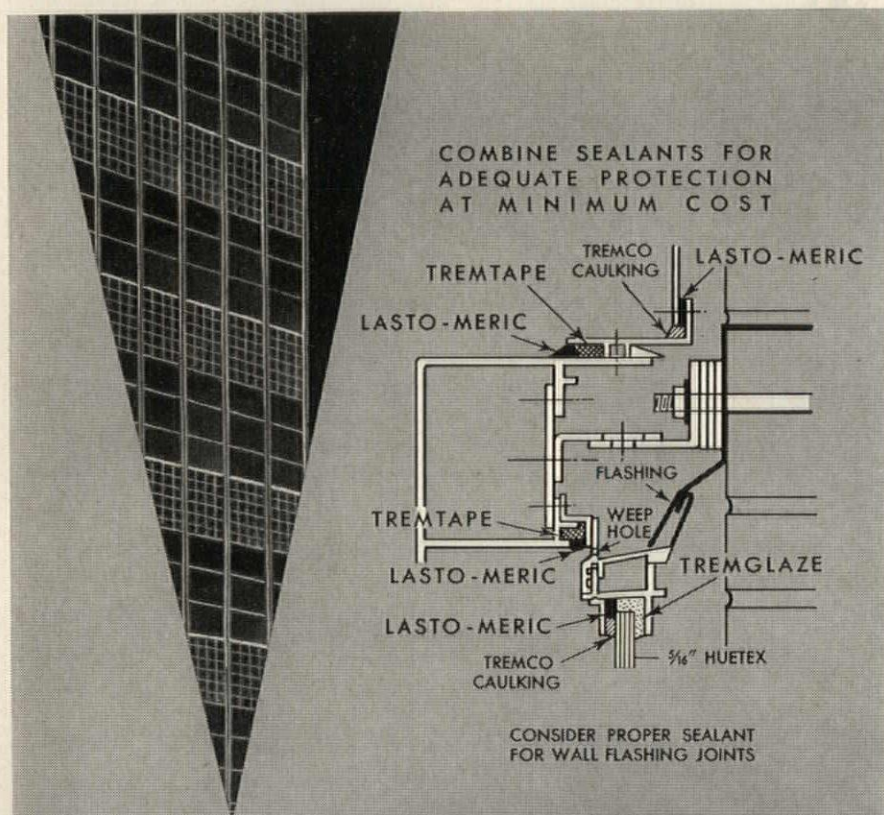 COMBINE SEALANTS FOR
ADEQUATE PROTECTION
AT MINIMUM COST
TREMCO
CAULKING
LASTO-MERIC
TREMTAPE
LASTO-MERIC
FLASHING
WEEP
HOLE
TREMTAPE
LASTO-MERIC
TREMGLAZE
LASTO-MERIC
TREMCO
CAULKING
5/16" HUETEX
CONSIDER PROPER SEALANT
FOR WALL FLASHING JOINTS